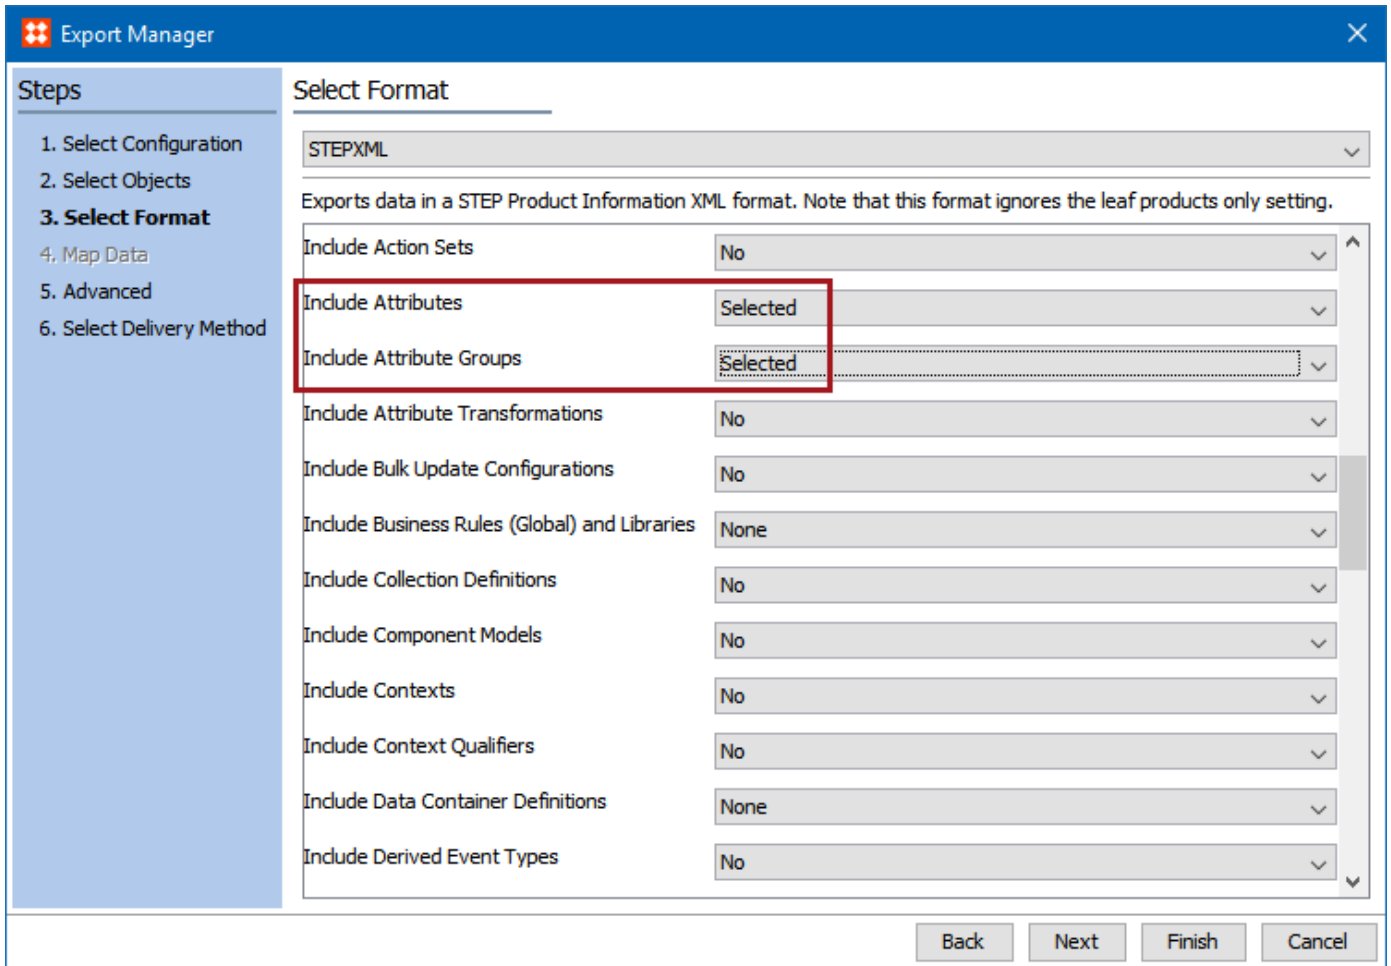 Export Manager
Steps
1. Select Configuration
2. Select Objects
3. Select Format
4. Map Data
5. Advanced
6. Select Delivery Method
Select Format
STEPXML
Exports data in a STEP Product Information XML format. Note that this format ignores the leaf products only setting.
Include Action Sets No
Include Attributes Selected
Include Attribute Groups Selected
Include Attribute Transformations No
Include Bulk Update Configurations No
Include Business Rules (Global) and Libraries None
Include Collection Definitions No
Include Component Models No
Include Contexts No
Include Context Qualifiers No
Include Data Container Definitions None
Include Derived Event Types No
Back Next Finish Cancel